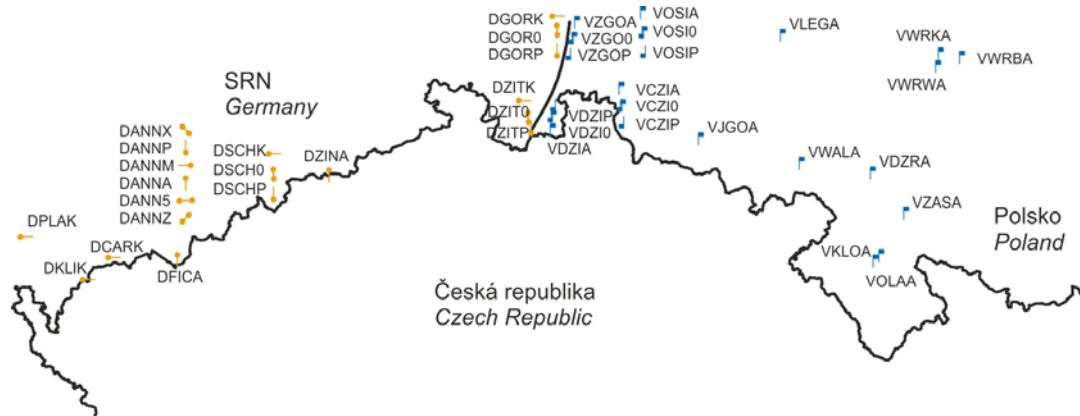 VOSIA
DGORK
VZGOA
VLEGA
DGOR0
VZGO0
VOSI0
VWRKA
DGORP
VZGOP
VOSIP
VWRBA
SRN
Germany
VWRWA
DZITK
VCZIA
DZIT0
VDZIP
VCZI0
DANNX
DZITP
VDZI0
VCZIP
VJGOA
DANNP
DSCHK
DZINA
VDZIA
DANNM
DSCH0
VWALA
VDZRA
DANNA
DSCHP
DANN5
DANNZ
VZASA
DPLAK
Polsko
Poland
DCARK
DKLIK
DFICA
VKLOA
VOLAA
Česká republika
Czech Republic